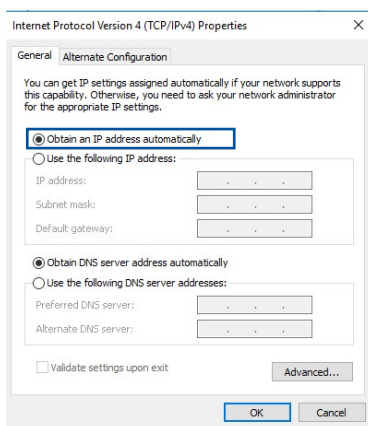 Internet Protocol Version 4 (TCP/IPv4) Properties
General
Alternate Configuration
You can get IP settings assigned automatically if your network supports
this capability. Otherwise, you need to ask your network administrator
for the appropriate IP settings.
Obtain an IP address automatically
Use the following IP address:
IP address:
Subnet mask:
Default gateway:
Obtain DNS server address automatically
Use the following DNS server addresses:
Preferred DNS server:
Alternate DNS server:
Validate settings upon exit
Advanced...
OK
Cancel